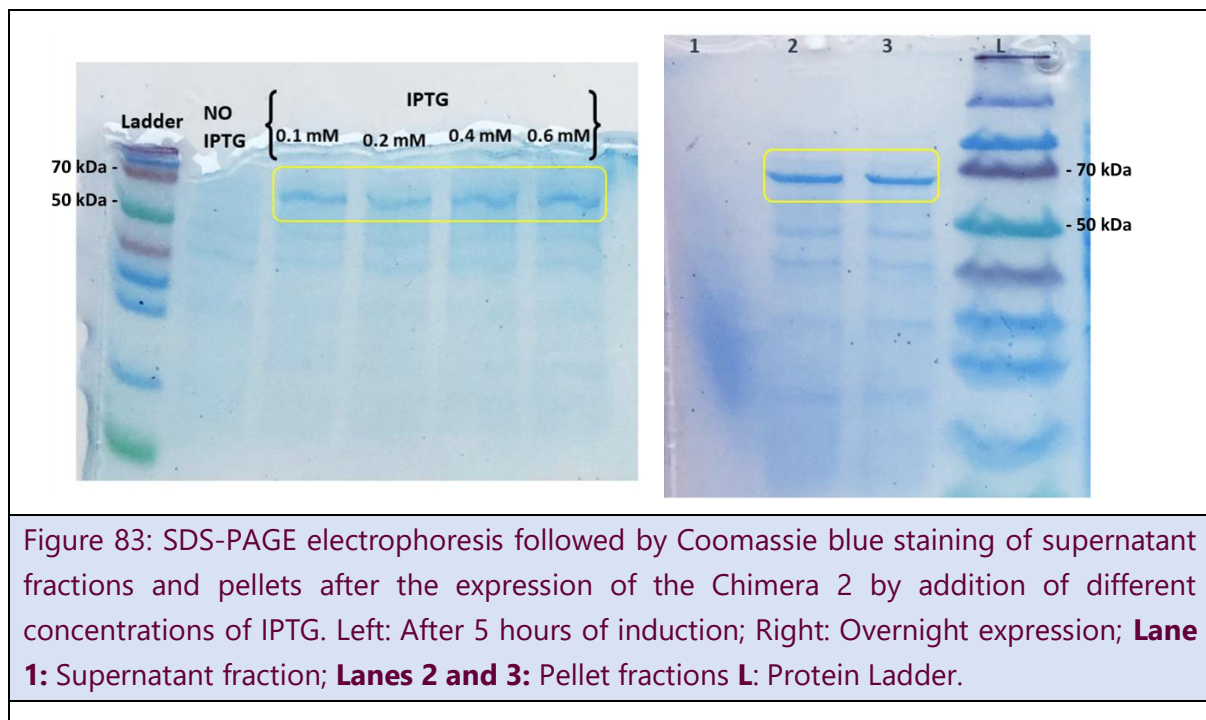 Ladder
NO
IPTG
IPTG
0.1 mM
0.2 mM
0.4 mM
0.6 mM
70 kDa -
50 kDa -
1
2
3
L
- 70 kDa
- 50 kDa
Figure 83: SDS-PAGE electrophoresis followed by Coomassie blue staining of supernatant
fractions and pellets after the expression of the Chimera 2 by addition of different
concentrations of IPTG. Left: After 5 hours of induction; Right: Overnight expression; Lane
1: Supernatant fraction; Lanes 2 and 3: Pellet fractions L: Protein Ladder.